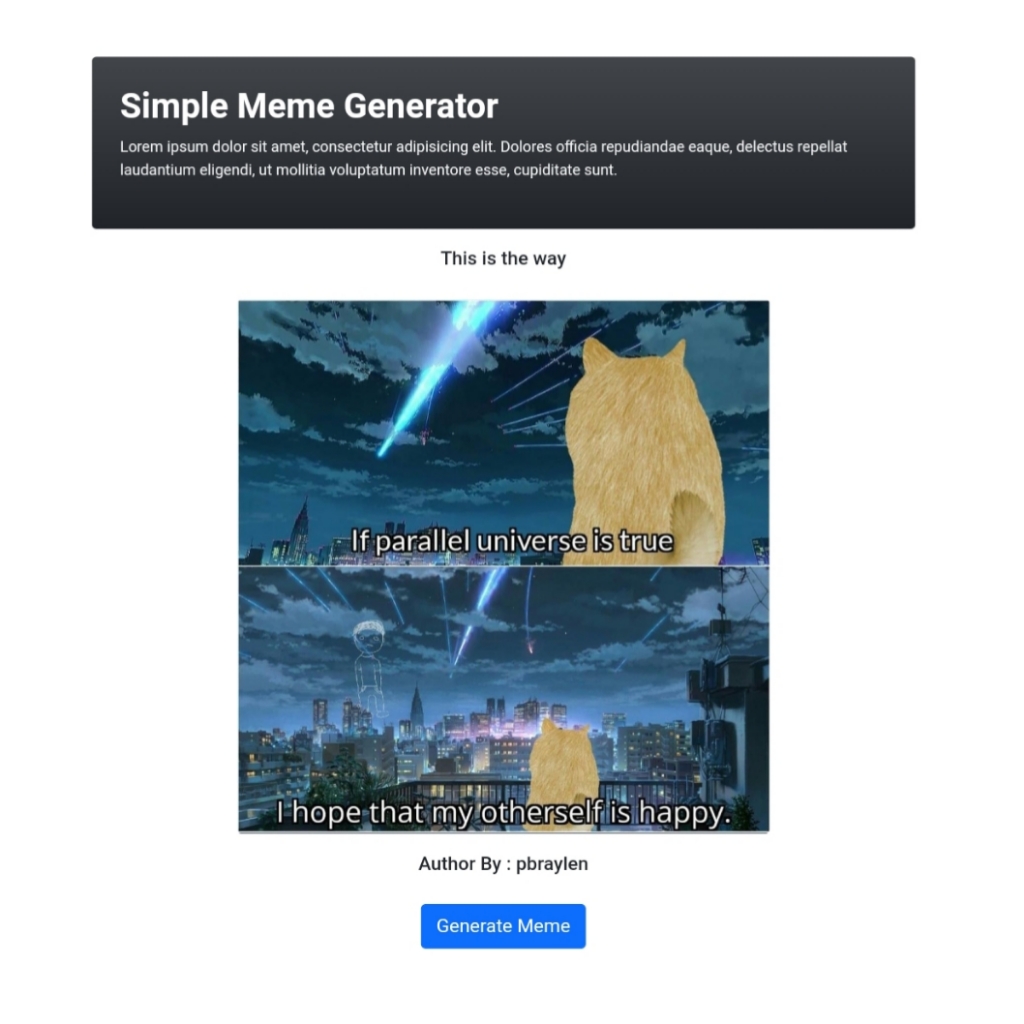 Simple Meme Generator
Lorem ipsum dolor sit amet, consectetur adipisicing elit. Dolores officia repudiandae eaque, delectus repellat
laudantium eligendi, ut mollitia voluptatum inventore esse, cupiditate sunt.
This is the way
If parallel universe is true
I hope that my otherself is happy.
Author By : pbraylen
Generate Meme